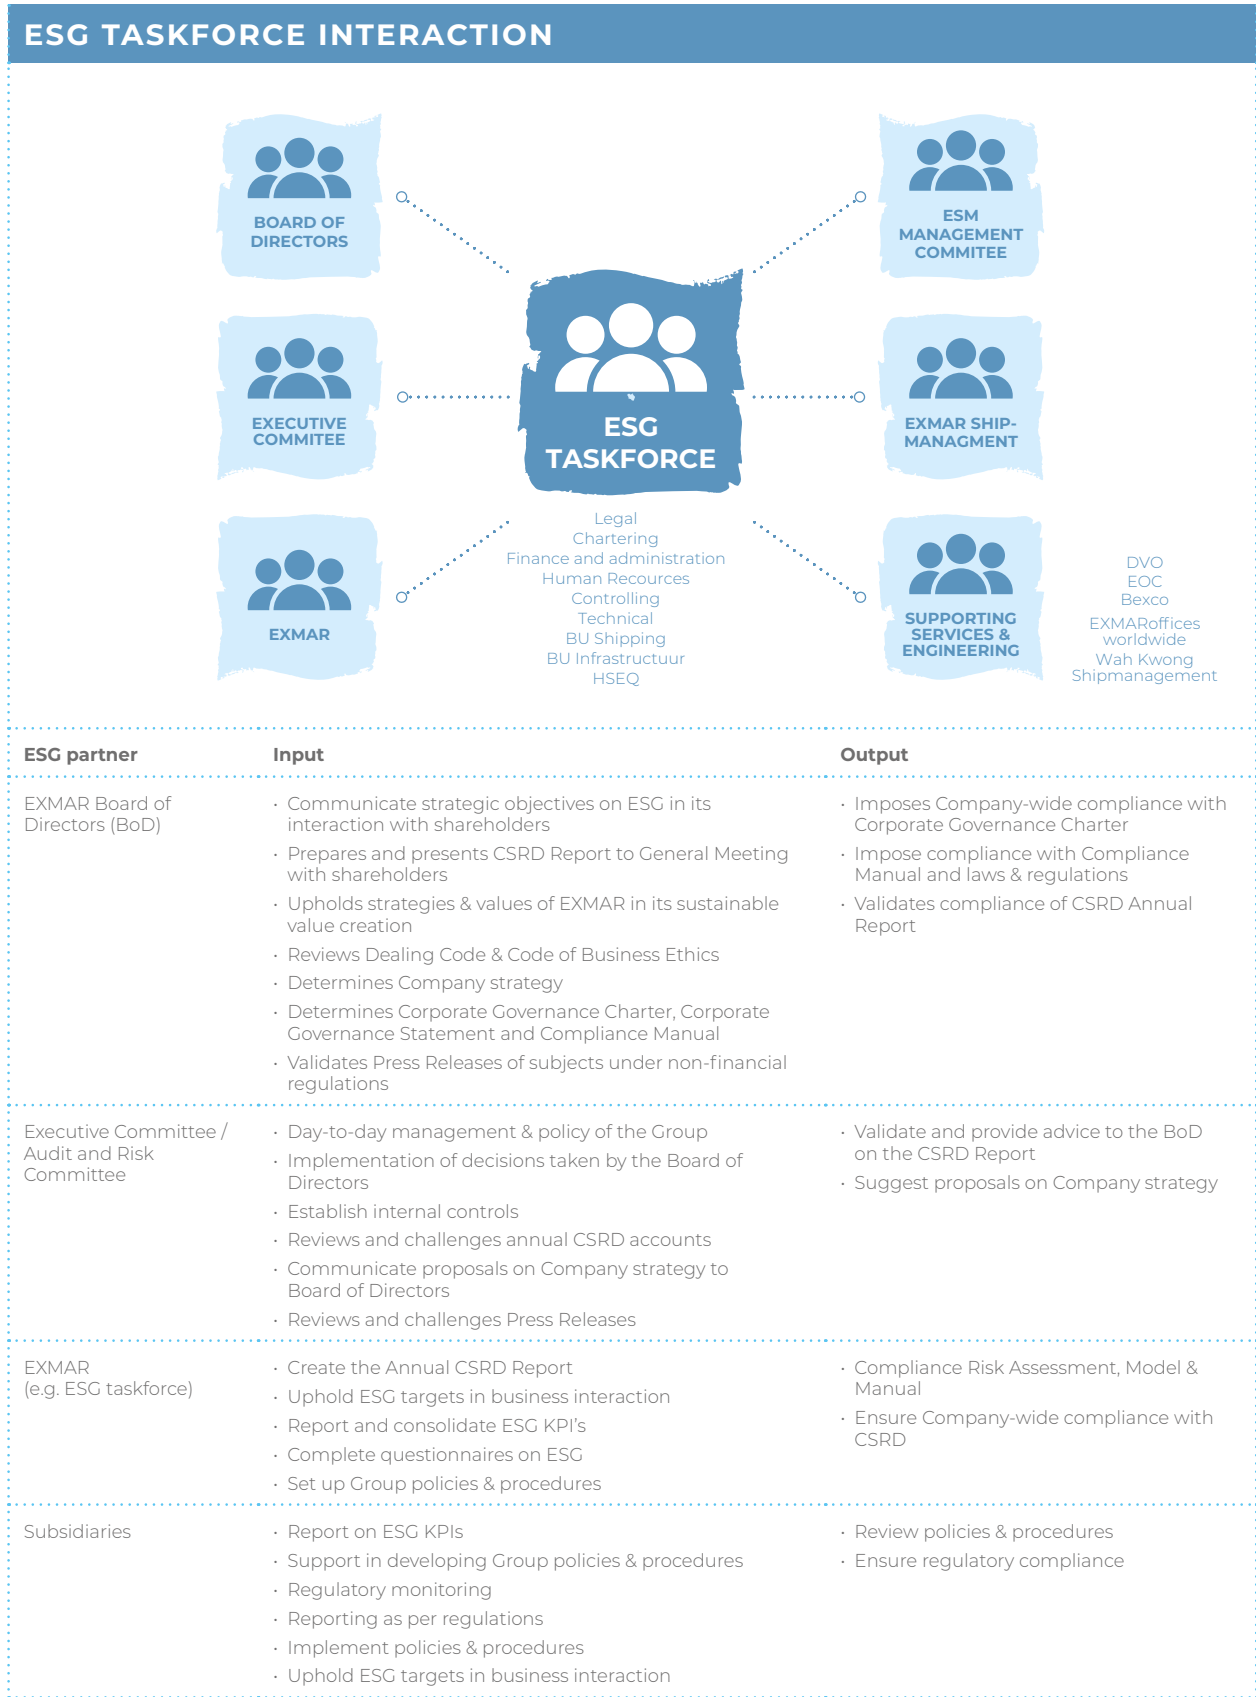 ESG TASKFORCE INTERACTION
BOARD OF
DIRECTORS
ESM
MANAGEMENT
COMMITEE
EXECUTIVE
COMMITEE
ESG
TASKFORCE
EXMAR SHIP-
MANAGMENT
EXMAR
Legal
Chartering
Finance and administration
Human Recources
Controlling
Technical
BU Shipping
BU Infrastructuur
HSEQ
SUPPORTING
SERVICES &
ENGINEERING
DVO
EOC
Bexco
EXMARoffices
worldwide
Wah Kwong
Shipmanagement
ESG partner
Input
Output
EXMAR Board of
Directors (BoD)
· Communicate strategic objectives on ESG in its
interaction with shareholders
· Prepares and presents CSRD Report to General Meeting
with shareholders
· Upholds strategies & values of EXMAR in its sustainable
value creation
· Reviews Dealing Code & Code of Business Ethics
· Determines Company strategy
· Determines Corporate Governance Charter, Corporate
Governance Statement and Compliance Manual
· Validates Press Releases of subjects under non-financial
regulations
· Imposes Company-wide compliance with
Corporate Governance Charter
· Impose compliance with Compliance
Manual and laws & regulations
· Validates compliance of CSRD Annual
Report
Executive Committee /
Audit and Risk
Committee
· Day-to-day management & policy of the Group
· Implementation of decisions taken by the Board of
Directors
· Establish internal controls
· Reviews and challenges annual CSRD accounts
· Communicate proposals on Company strategy to
Board of Directors
· Reviews and challenges Press Releases
· Validate and provide advice to the BoD
on the CSRD Report
· Suggest proposals on Company strategy
EXMAR
(e.g. ESG taskforce)
· Create the Annual CSRD Report
· Uphold ESG targets in business interaction
· Report and consolidate ESG KPI’s
· Complete questionnaires on ESG
· Set up Group policies & procedures
· Compliance Risk Assessment, Model &
Manual
· Ensure Company-wide compliance with
CSRD
Subsidiaries
· Report on ESG KPIs
· Support in developing Group policies & procedures
· Regulatory monitoring
· Reporting as per regulations
· Implement policies & procedures
· Uphold ESG targets in business interaction
· Review policies & procedures
· Ensure regulatory compliance